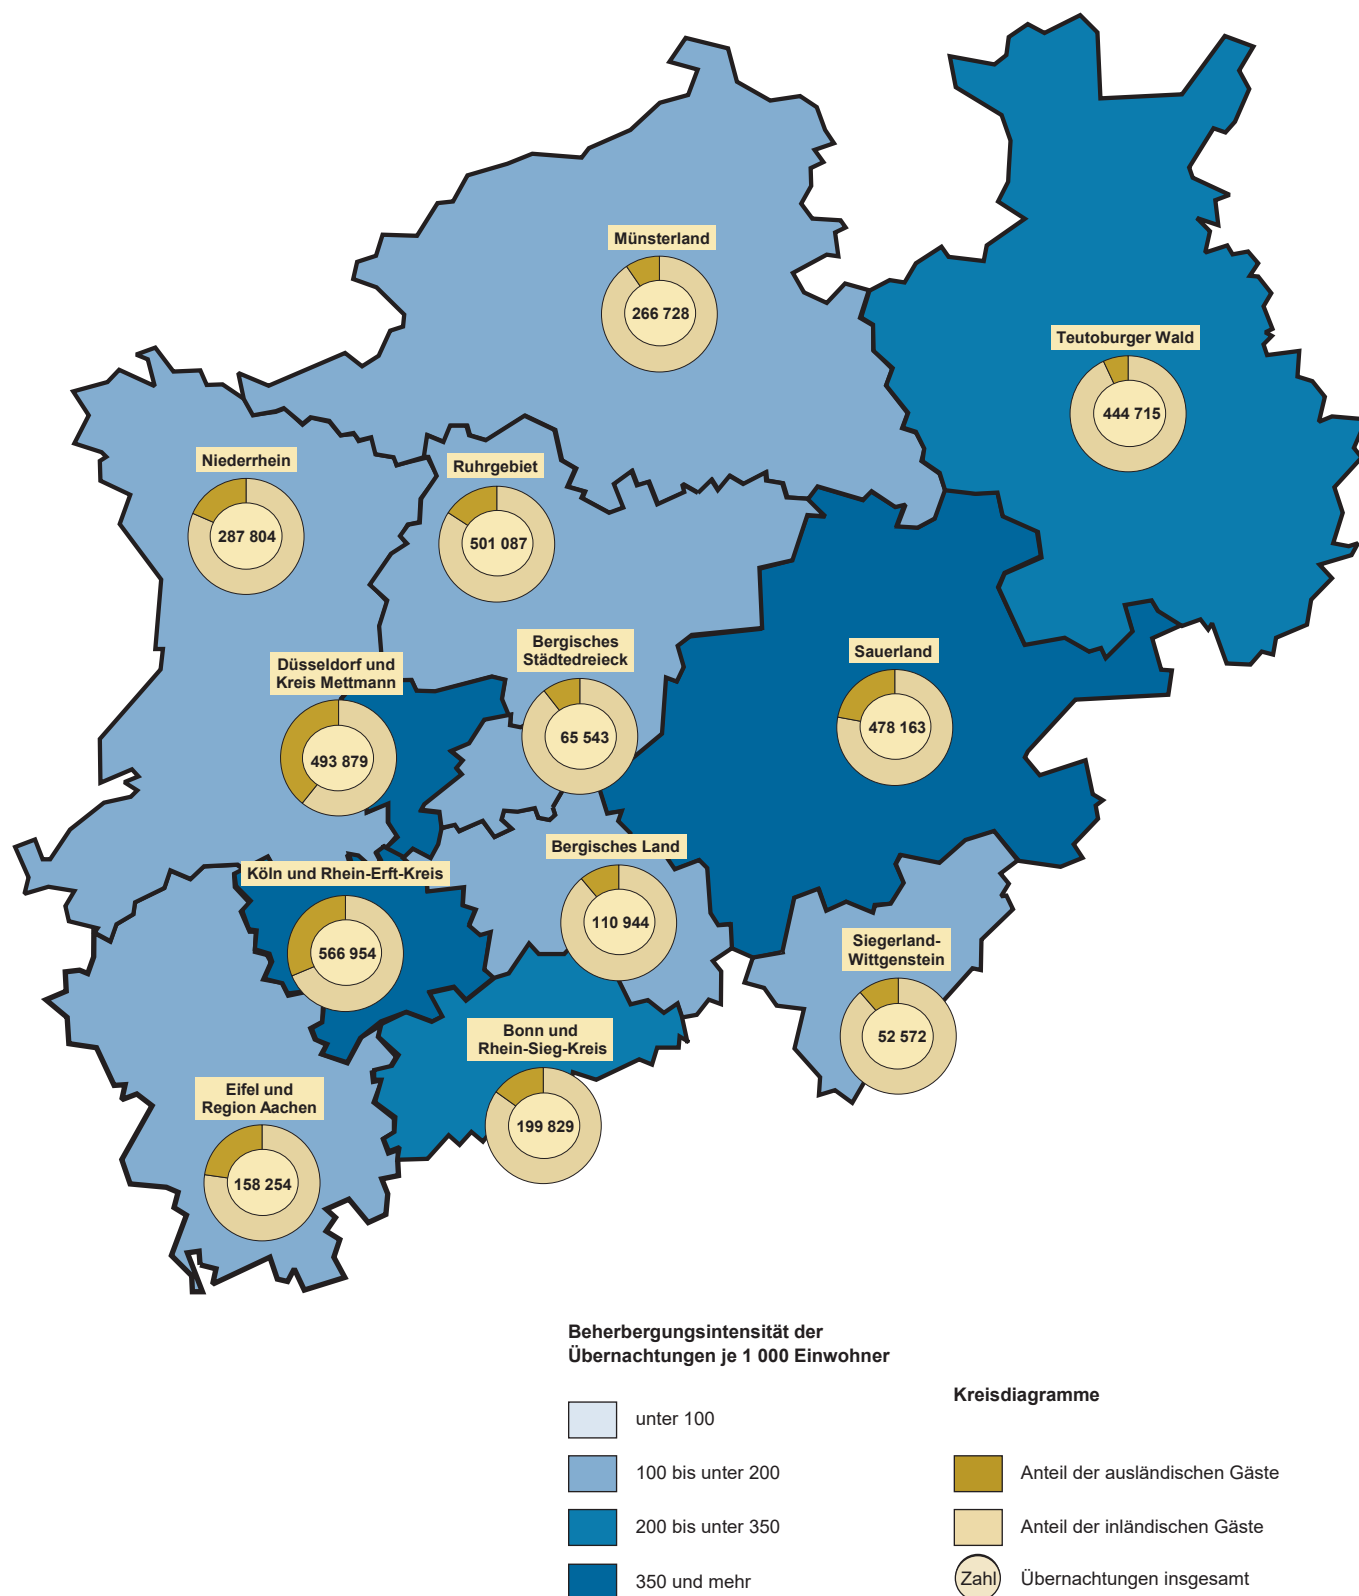 Münsterland
266 728
Teutoburger Wald
444 715
Niederrhein
287 804
Ruhrgebiet
501 087
Bergisches
Städtedreieck
65 543
Sauerland
478 163
Düsseldorf und
Kreis Mettmann
493 879
Bergisches Land
110 944
Köln und Rhein-Erft-Kreis
566 954
Siegerland-
Wittgenstein
52 572
Bonn und
Rhein-Sieg-Kreis
199 829
Eifel und
Region Aachen
158 254
Beherbergungsintensität der
Übernachtungen je 1 000 Einwohner
unter 100
100 bis unter 200
200 bis unter 350
350 und mehr
Kreisdiagramme
Anteil der ausländischen Gäste
Anteil der inländischen Gäste
Zahl Übernachtungen insgesamt